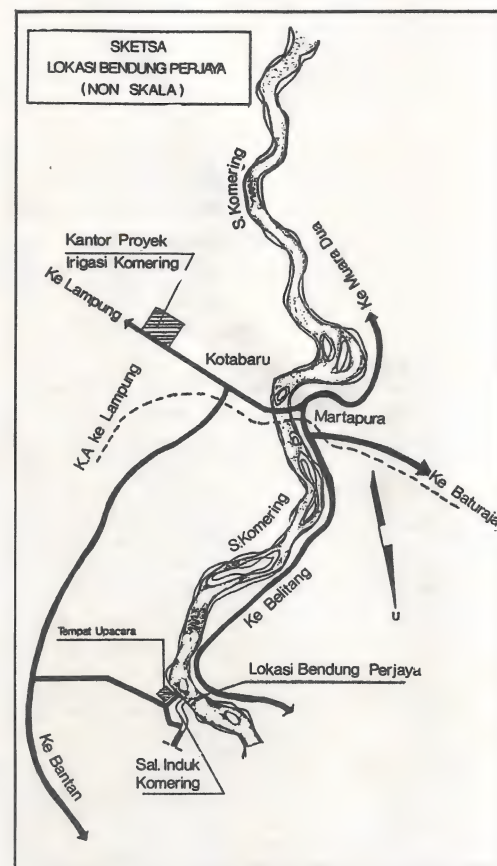 SKETSA
LOKASI BENDUNG PERJAYA
(NON SKALA)
S.Komering
Ke Muara Dua
Kantor Proyek
Irigasi Komering
Ke Lampung
Kotabaru
Martapura
K.A ke Lampung
Ke Baturaja
S.Komering
Ke Belitang
U
Tempat Upacara
Lokasi Bendung Perjaya
Ke Bantan
Sal. Induk
Komering